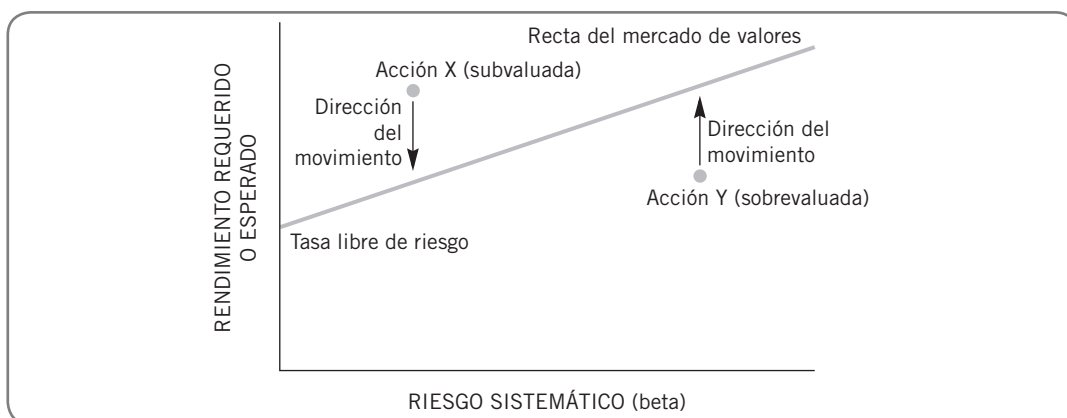 Recta del mercado de valores
Acción X (subvaluada)
Dirección
del
movimiento
Dirección del
movimiento
Acción Y (sobrevaluada)
Tasa libre de riesgo
RENDIMIENTO REQUERIDO
O ESPERADO
RIESGO SISTEMÁTICO (beta)